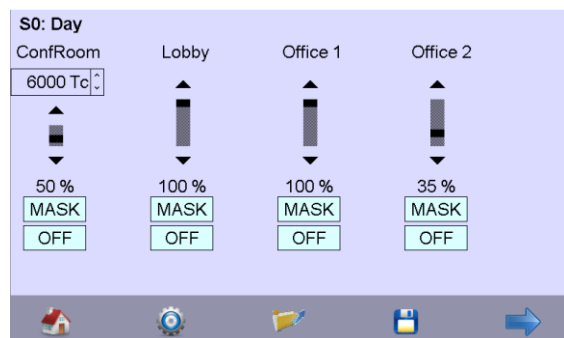 S0: Day
ConfRoom Lobby Office 1 Office 2
6000 Tc
50 % 100 % 100 % 35 %
MASK MASK MASK MASK
OFF OFF OFF OFF